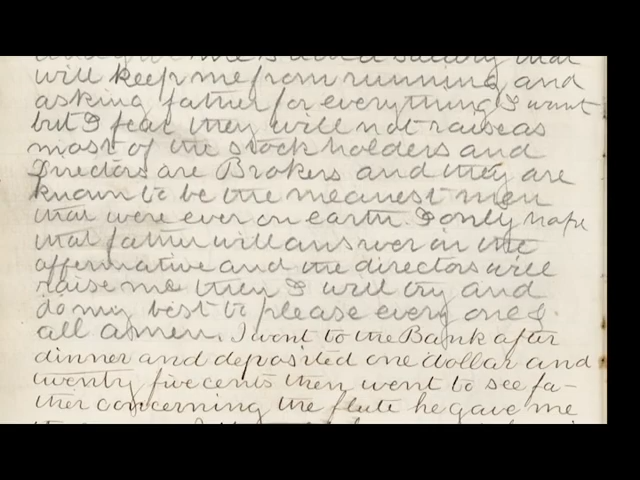 will keep me from running and
asking father for everything I want
but I fear they will not raise as
most of the stock holders and
Directors are Brokers and they are
known to be the meanest men
that were ever on earth. I only hope
that father will answer in the
affirmative and the directors will
raise me then I will try and
do my best to please every one &
all amen. I went to the Bank after
dinner and deposited one dollar and
twenty five cents then went to see fa-
ther concerning the flute he gave me